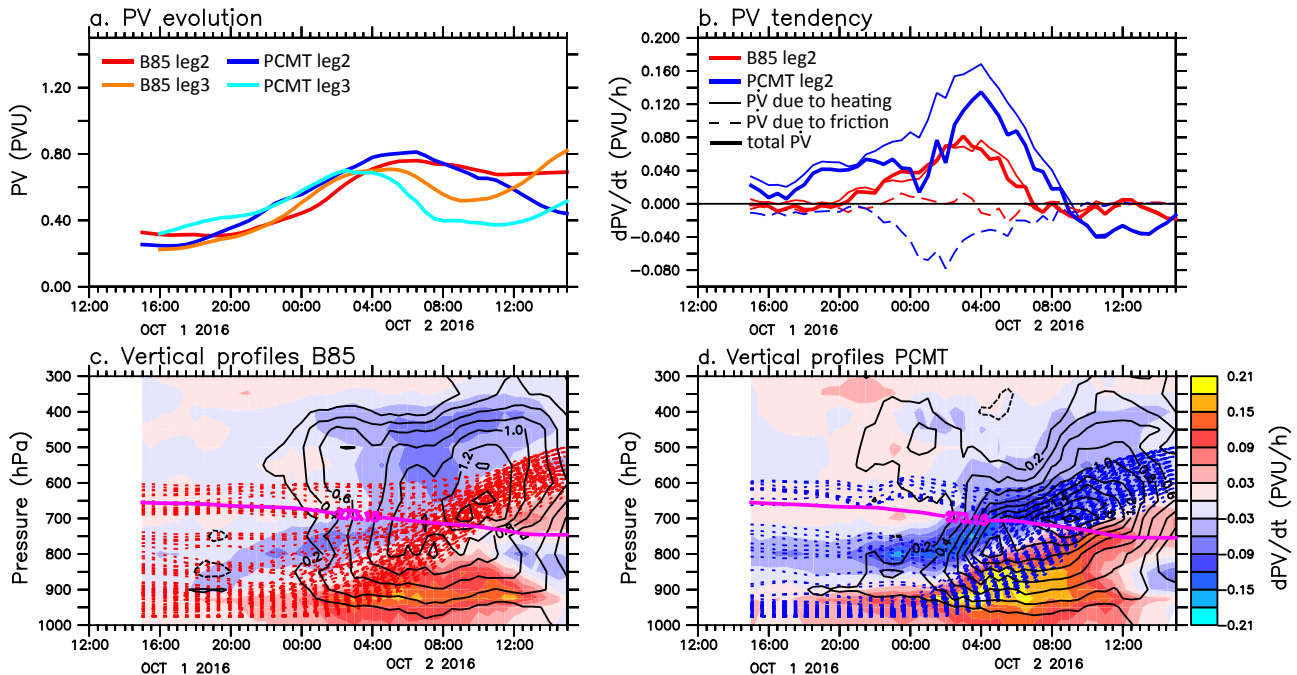 a. PV evolution
PV (PVU)
1.20
0.80
0.40
0.00
B85 leg2
PCMT leg2
B85 leg3
PCMT leg3
12:00 16:00 20:00 00:00 04:00 08:00 12:00
OCT 1 2016
OCT 2 2016
b. PV tendency
dPV/dt (PVU/h)
0.200
0.160
0.120
0.080
0.040
0.000
−0.040
−0.080
B85 leg2
PCMT leg2
PV̇ due to heating
PV̇ due to friction
total PV̇
12:00 16:00 20:00 00:00 04:00 08:00 12:00
OCT 1 2016
OCT 2 2016
c. Vertical profiles B85
Pressure (hPa)
300
400
500
600
700
800
900
1000
1.0
1.2
0.6
0.2
12:00 16:00 20:00 00:00 04:00 08:00 12:00
OCT 1 2016
OCT 2 2016
d. Vertical profiles PCMT
Pressure (hPa)
300
400
500
600
700
800
900
1000
0.2
0.2
0.4
12:00 16:00 20:00 00:00 04:00 08:00 12:00
OCT 1 2016
OCT 2 2016
0.21
0.15
0.09
0.03
−0.03
−0.09
−0.15
−0.21
dPV/dt (PVU/h)